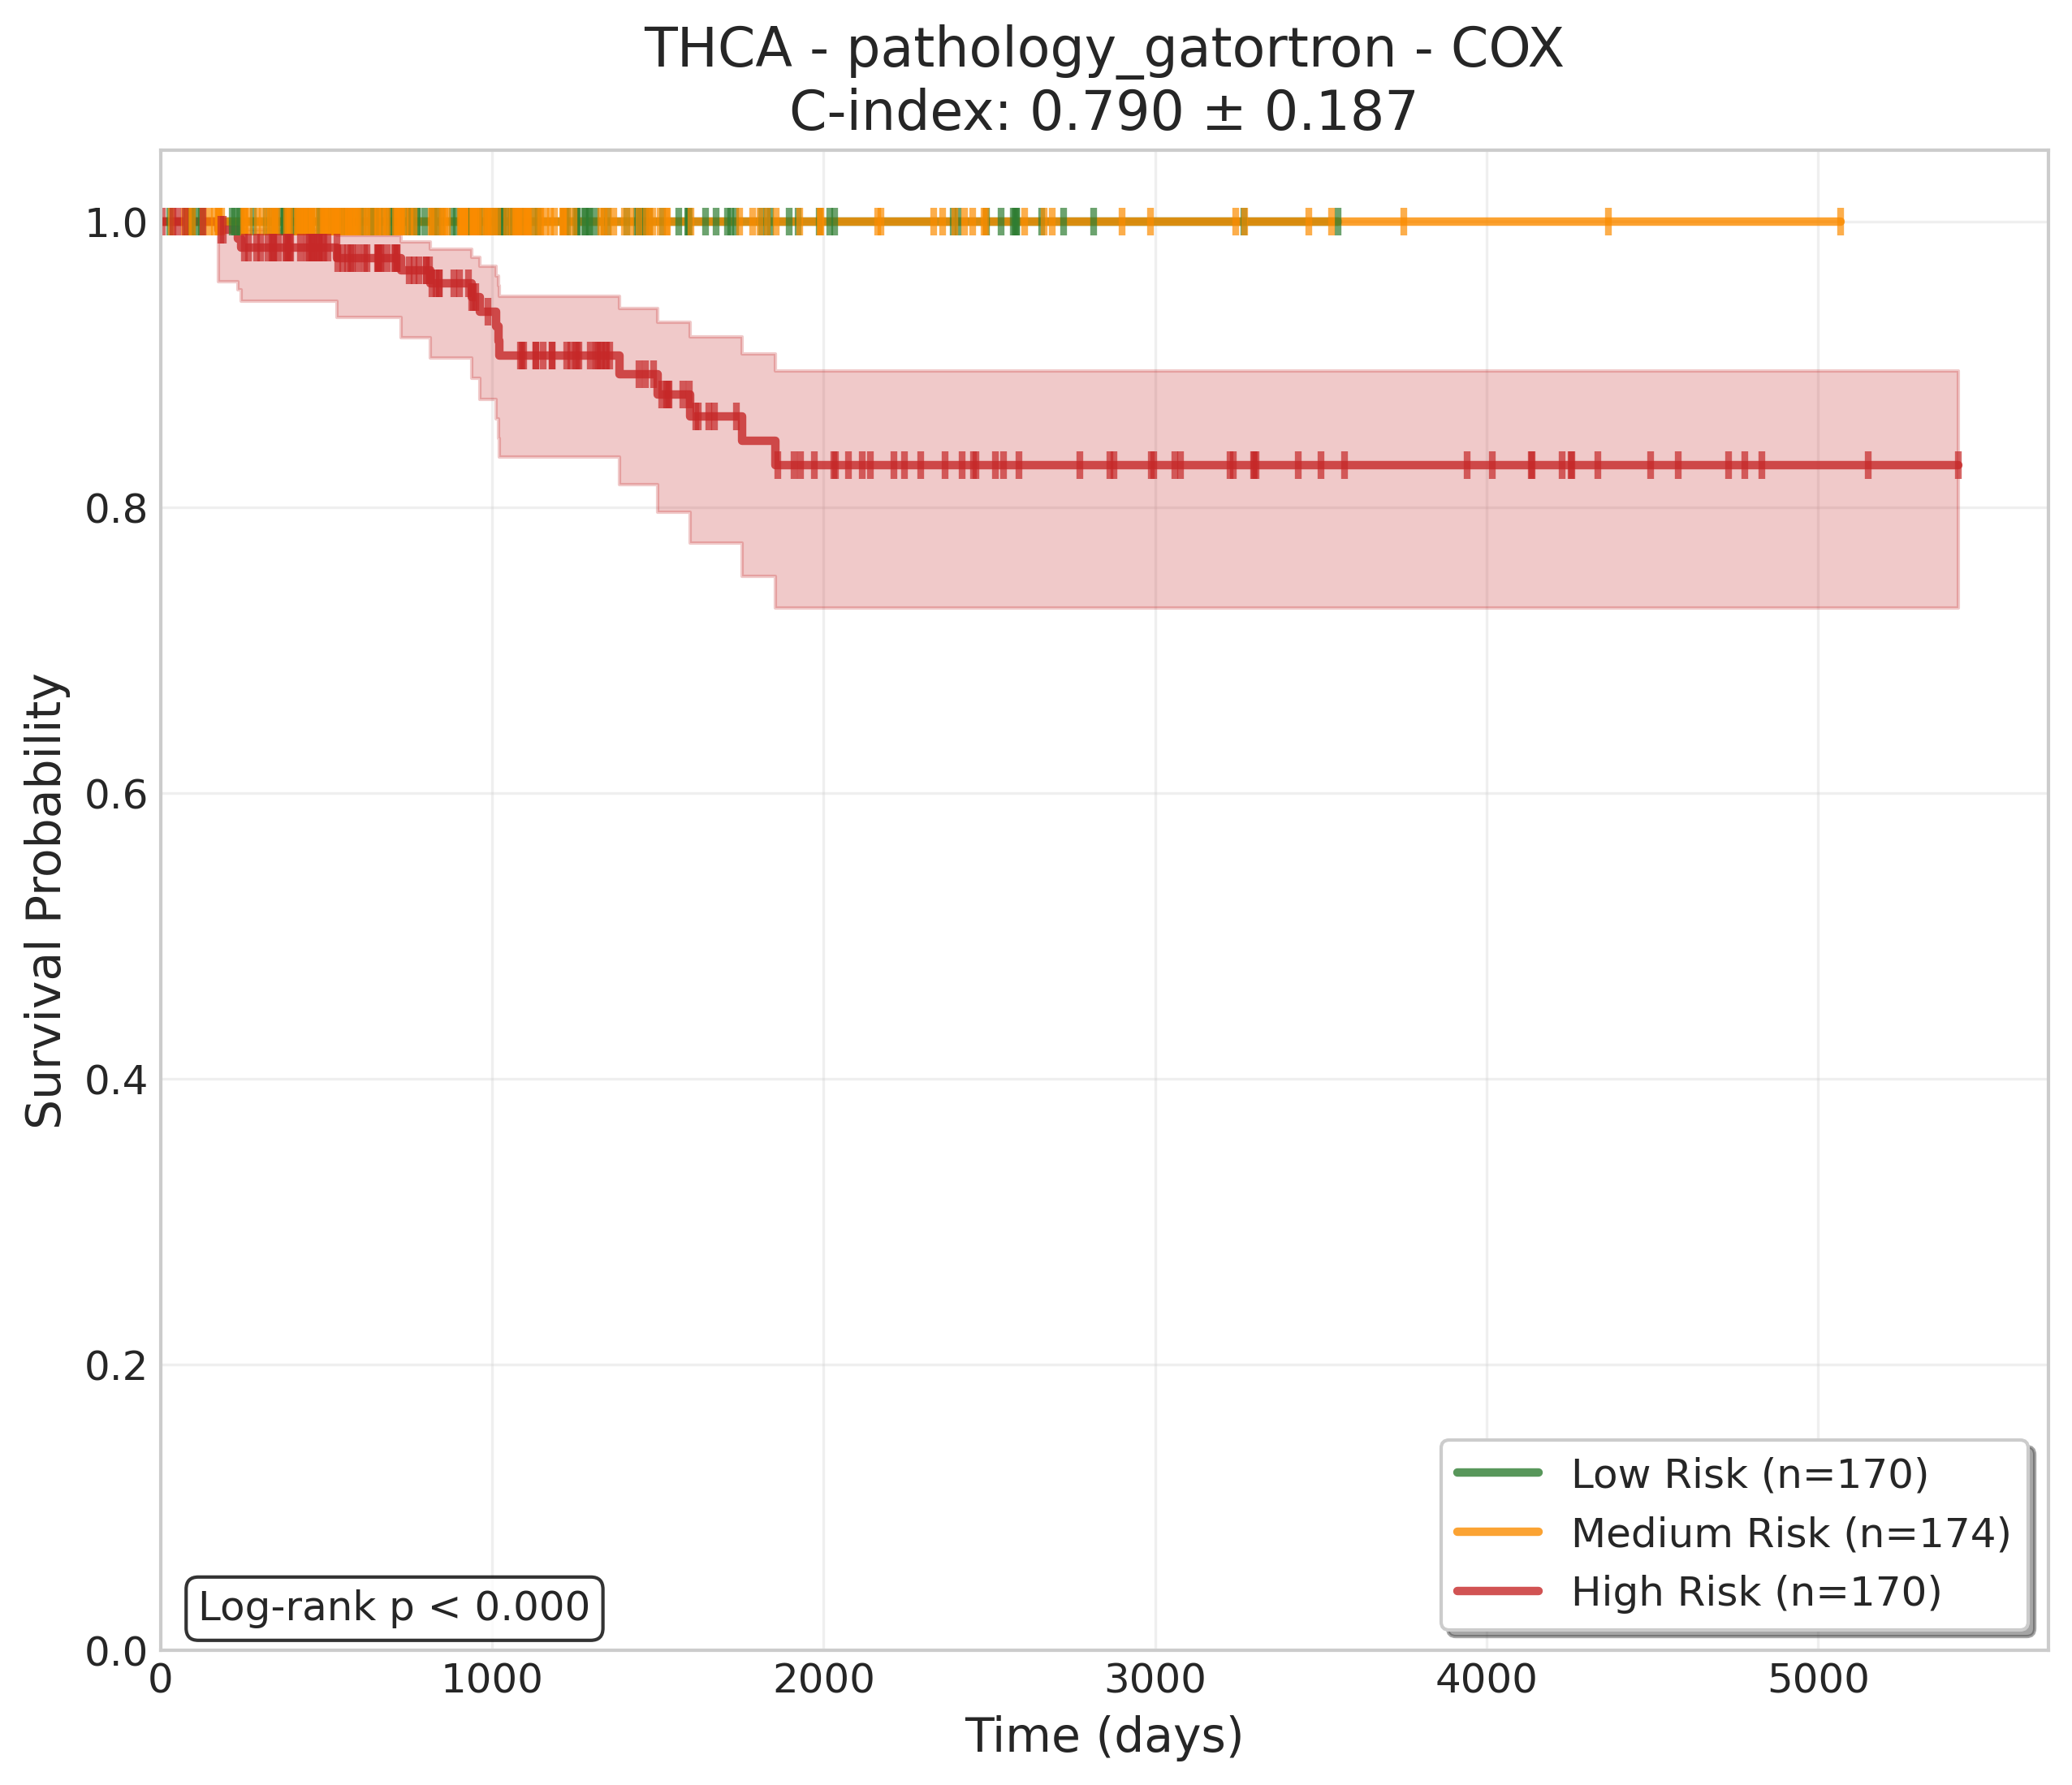 THCA - pathology_gatortron - COX
C-index: 0.790 ± 0.187
Survival Probability
1.0
0.8
0.6
0.4
0.2
0.0
0
1000
2000
3000
4000
5000
Time (days)
Log-rank p < 0.000
Low Risk (n=170)
Medium Risk (n=174)
High Risk (n=170)